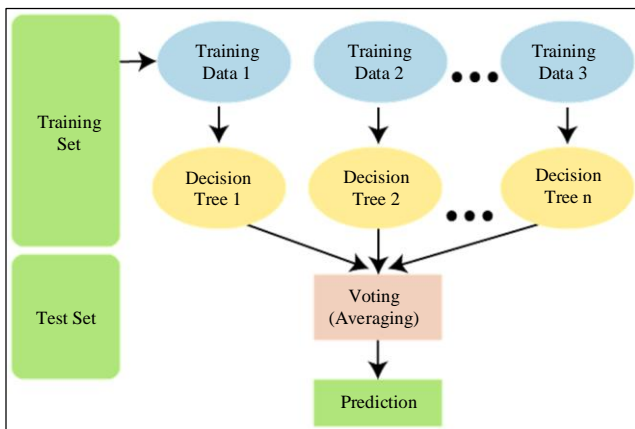 Training
Set
Training
Data 1
Training
Data 2
Training
Data 3
Decision
Tree 1
Decision
Tree 2
Decision
Tree n
Test Set
Voting
(Averaging)
Prediction